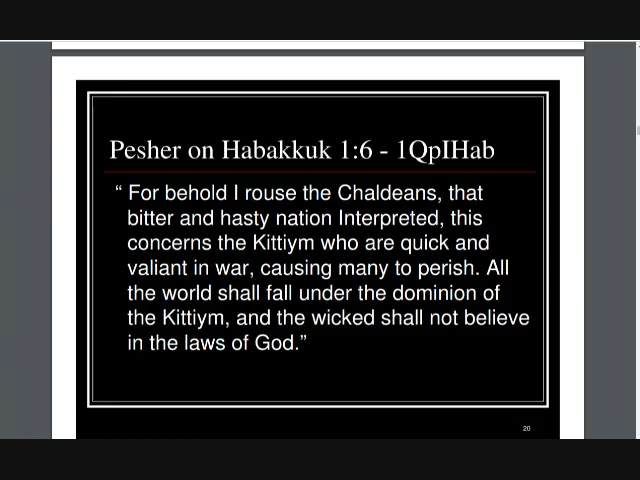 Pesher on Habakkuk 1:6 - 1QpIHab
“ For behold I rouse the Chaldeans, that
bitter and hasty nation Interpreted, this
concerns the Kittiym who are quick and
valiant in war, causing many to perish. All
the world shall fall under the dominion of
the Kittiym, and the wicked shall not believe
in the laws of God.”
20